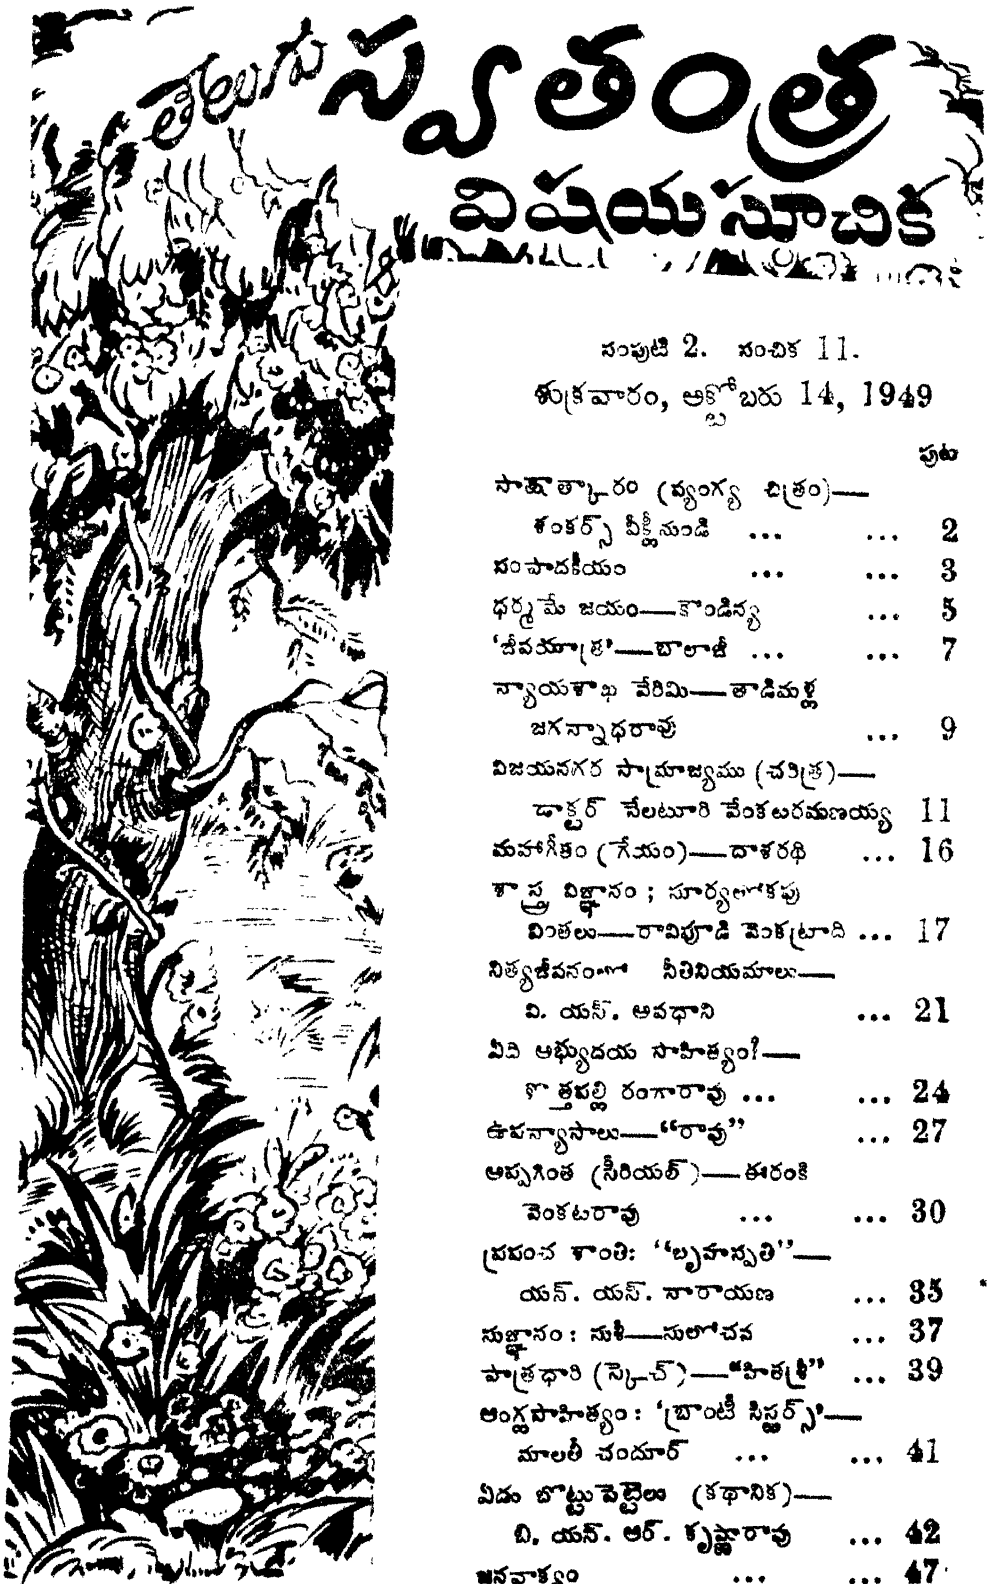 తెలుగు స్వతంత్ర
విషయసూచిక
సంపుటి 2. సంచిక 11.
శుక్రవారం, అక్టోబరు 14, 1949
పుట
సాక్షాత్కారం (వ్యంగ్య చిత్రం)—
శంకర్స్ వీక్లీనుండి ... ... 2
సంపాదకీయం ... ... 3
ధర్మమే జయం—కౌండిన్య ... 5
'జీవయాత్ర'—బాలాజీ ... ... 7
న్యాయశాఖ పేరిమి—తాడిమళ్ల
జగన్నాధరావు ... 9
విజయనగర సామ్రాజ్యము (చరిత్ర)—
డాక్టర్ నేలటూరి వేంకటరమణయ్య 11
మహాగీతం (గేయం)—దాశరథి ... 16
శాస్త్ర విజ్ఞానం ; సూర్యలోకపు
వింతలు—రావిపూడి వెంకట్రాది ... 17
నిత్యజీవనంలో నీతినియమాలు—
వి. యస్. అవధాని ... 21
ఏది అభ్యుదయ సాహిత్యం?—
కొత్తపల్లి రంగారావు ... ... 24
ఉపన్యాసాలు—“రావు” ... 27
అప్పగింత (సీరియల్)—ఈరంకి
వెంకటరావు ... ... 30
ప్రపంచ శాంతి: “బృహస్పతి”—
యన్. యస్. నారాయణ ... 35
సుజ్ఞానం : సుశీ—సులోచవ ... 37
పాత్రధారి (స్కెచ్)—“హితశ్రీ” ... 39
ఆంగ్లసాహిత్యం : 'బ్రాంటీ సిస్టర్స్'—
మాలతీ చందూర్ ... ... 41
ఏడం బొట్టుపెట్టెలు (కథానిక)—
బి. యన్. ఆర్. కృష్ణారావు ... 42
జనవాక్యం ... ... 47